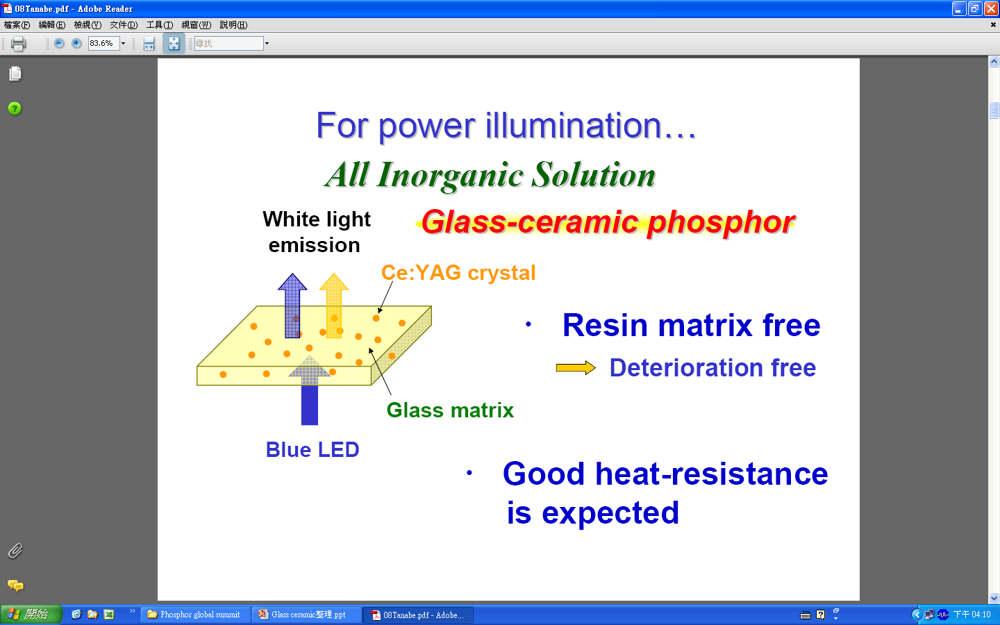 08Tanabe.pdf - Adobe Reader
檔案(F) 編輯(E) 檢視(V) 文件(D) 工具(T) 視窗(W) 說明(H)
83.6% 尋找
For power illumination…
All Inorganic Solution
Glass-ceramic phosphor
White light
emission
Ce:YAG crystal
• Resin matrix free
Deterioration free
Glass matrix
Blue LED
• Good heat-resistance
is expected
開始 Phosphor global summit Glass ceramic整理.ppt 08Tanabe.pdf - Adobe... 下午 04:10